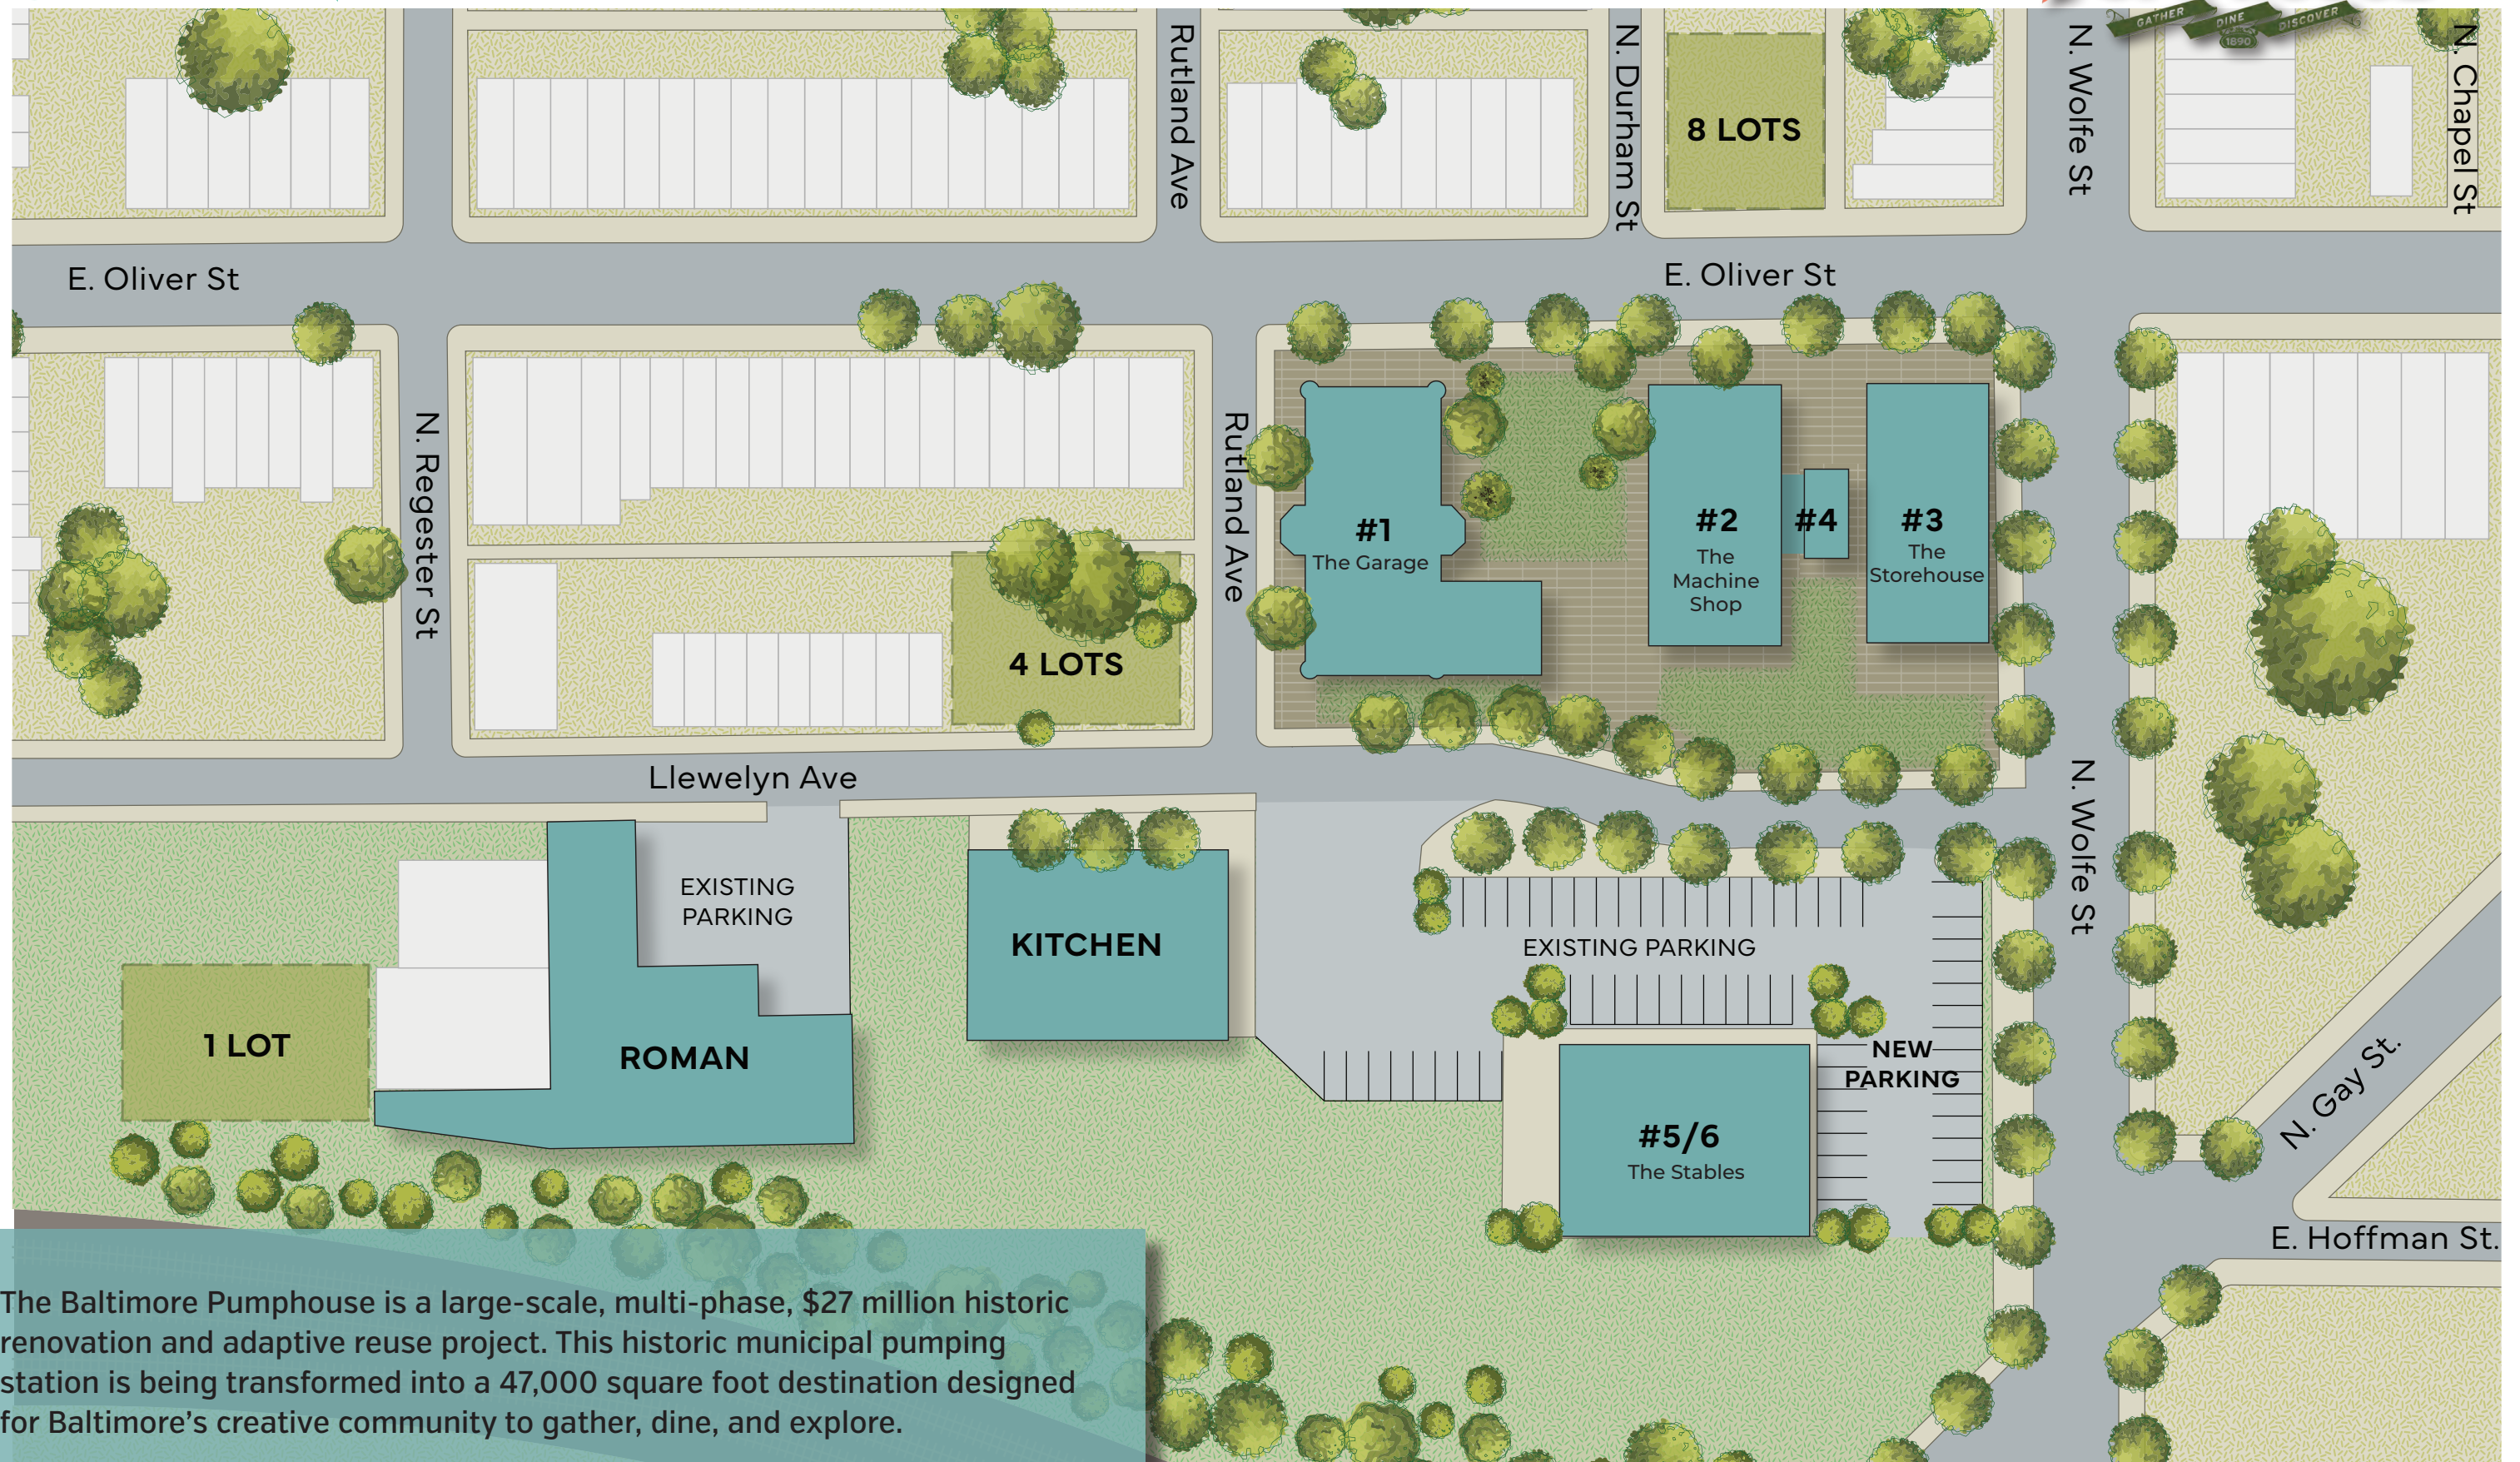 GATHER
DINE
DISCOVER
1890
Rutland Ave
N. Durham St
8 LOTS
N. Wolfe St
N. Chapel St
E. Oliver St
E. Oliver St
N. Regester St
Rutland Ave
#1
The Garage
#2
The
Machine
Shop
#4
#3
The
Storehouse
4 LOTS
Llewelyn Ave
N. Wolfe St
EXISTING
PARKING
KITCHEN
EXISTING PARKING
1 LOT
ROMAN
NEW
PARKING
N. Gay St.
#5/6
The Stables
E. Hoffman St.
The Baltimore Pumphouse is a large-scale, multi-phase, $27 million historic
renovation and adaptive reuse project. This historic municipal pumping
station is being transformed into a 47,000 square foot destination designed
for Baltimore’s creative community to gather, dine, and explore.